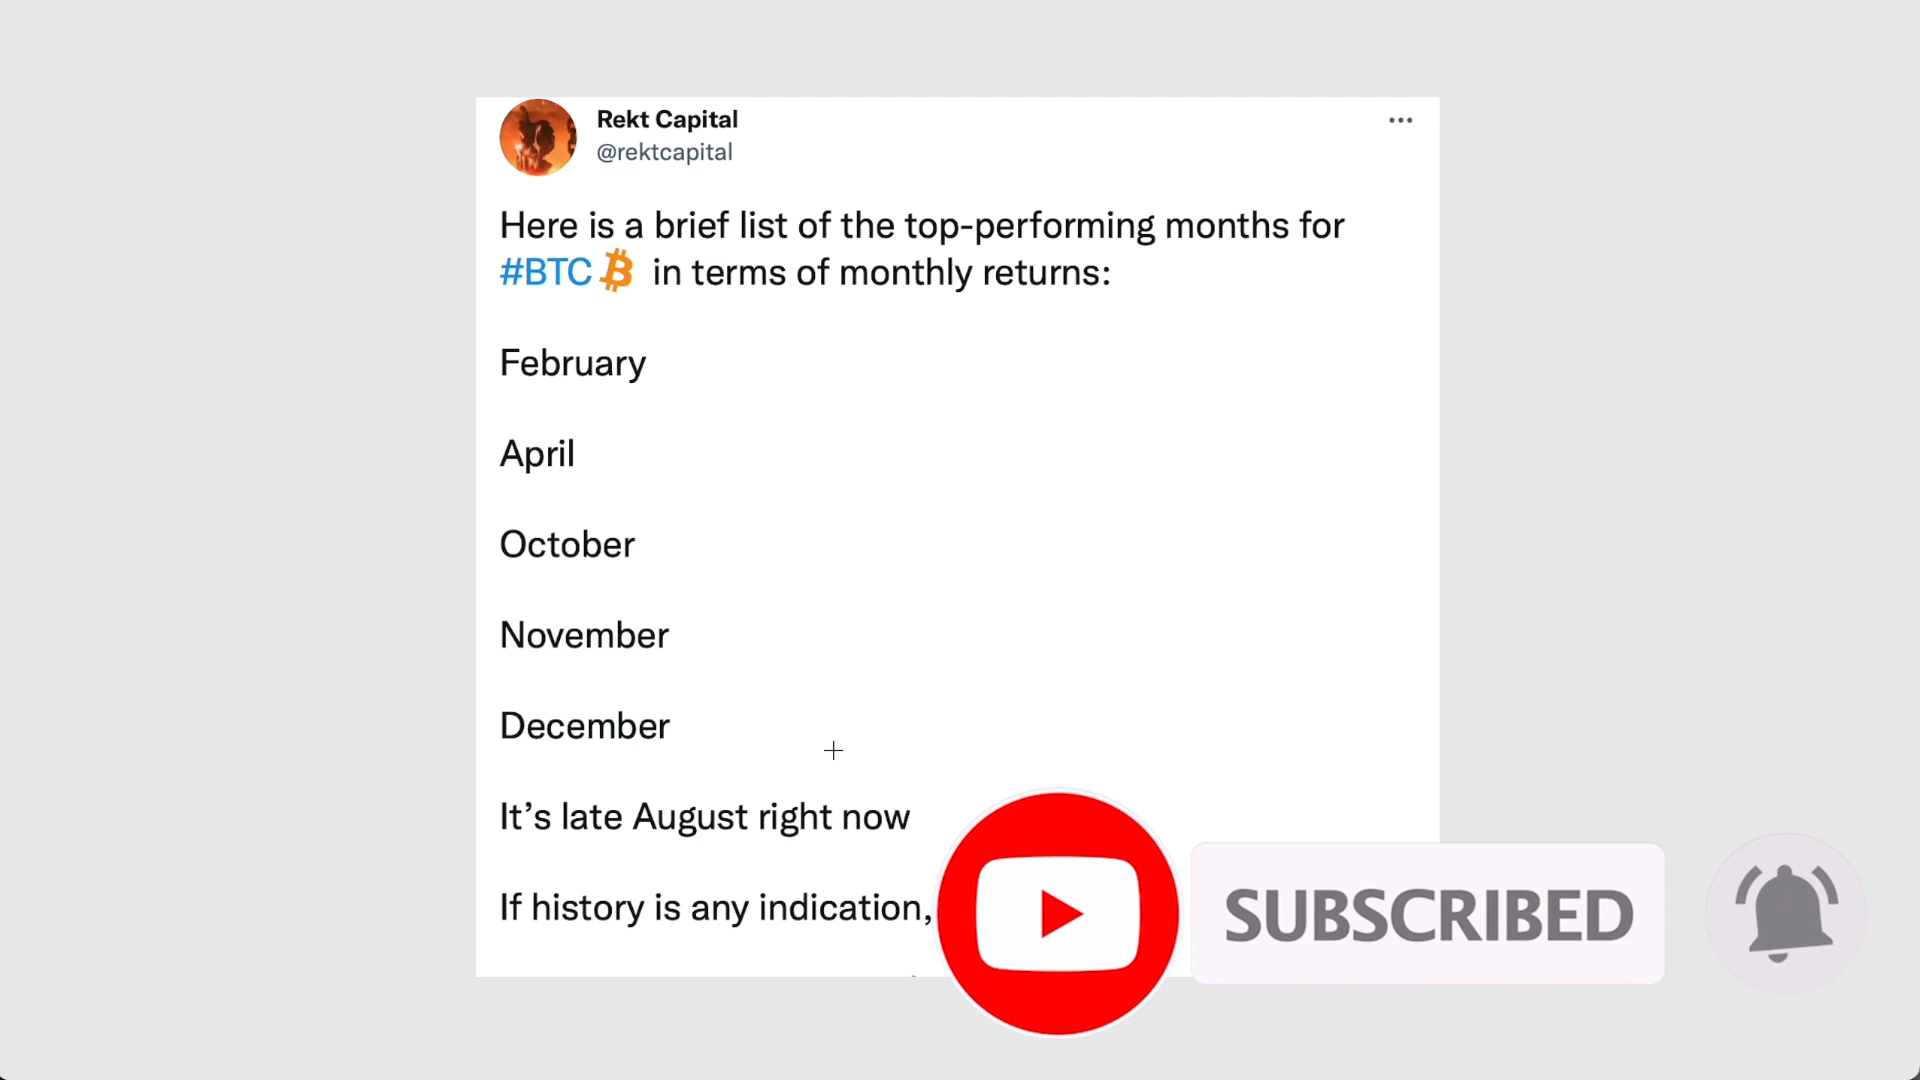 Rekt Capital
@rektcapital
Here is a brief list of the top-performing months for
#BTC in terms of monthly returns:
February
April
October
November
December
It’s late August right now
If history is any indication,
SUBSCRIBED